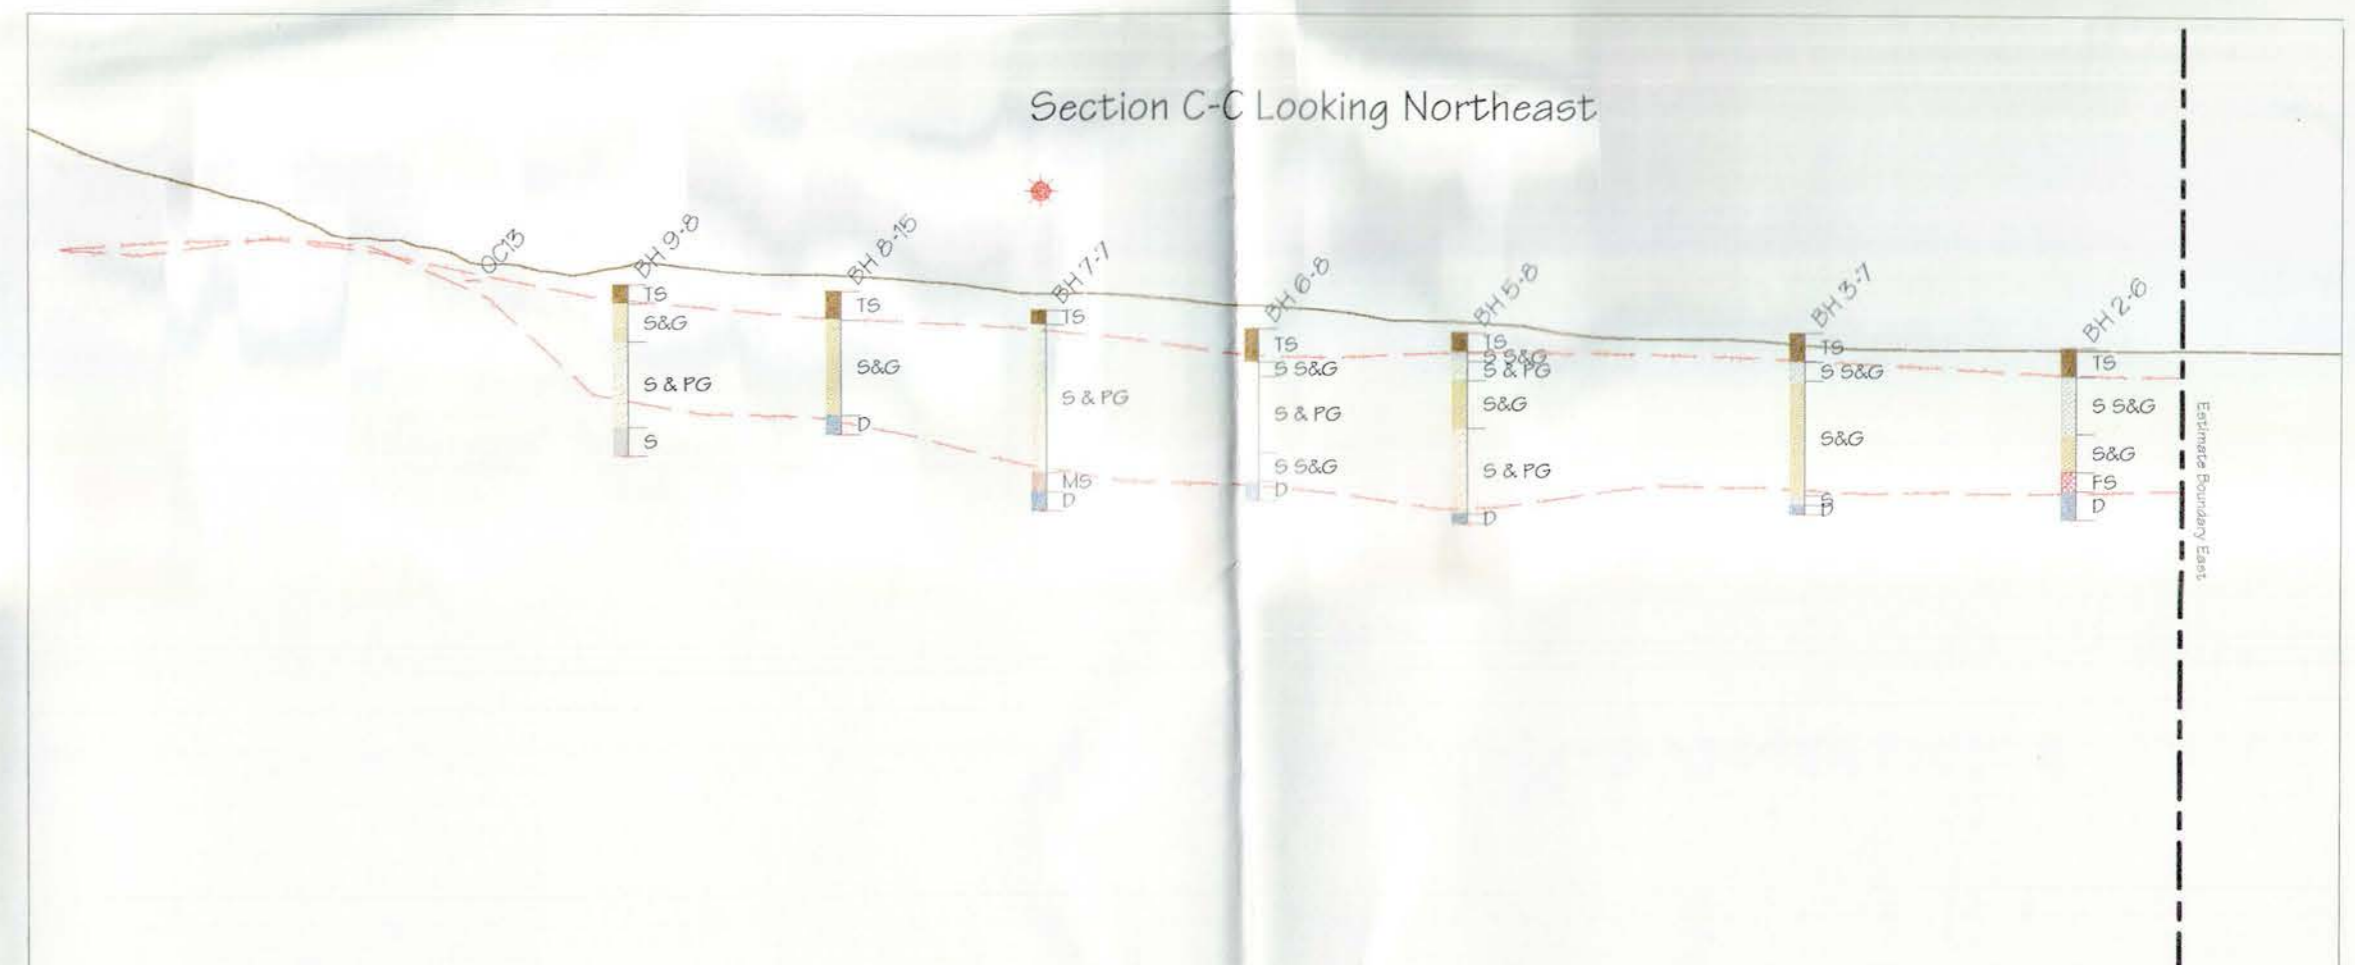 Section C-C Looking Northeast
OC13
BH 9-8
TS
S&G
S & PG
S
BH 8-15
TS
S&G
D
BH 7-7
TS
S & PG
MS
D
BH 6-8
TS
S S&G
S & PG
S S&G
D
BH 5-8
TS
S S&G
S & PG
S&G
S & PG
D
BH 3-7
TS
S S&G
S&G
S
D
BH 2-6
TS
S S&G
S&G
FS
D
Estimate Boundary East